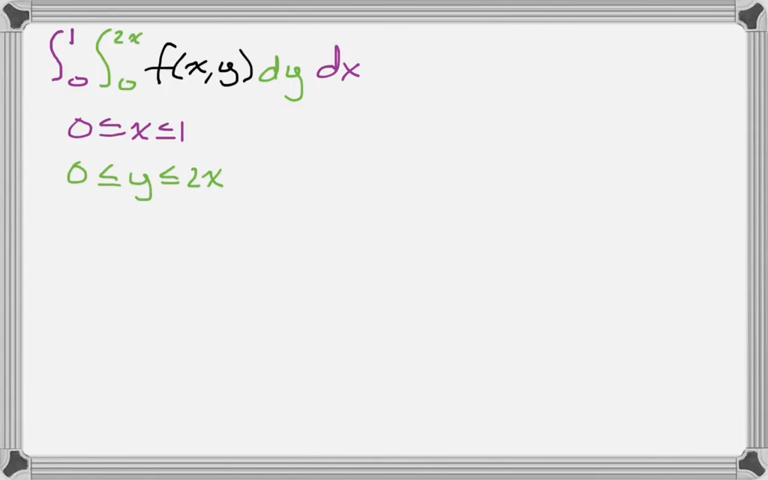 ∫₀¹ ∫₀²ˣ f(x,y) dy dx
0 ≤ x ≤ 1
0 ≤ y ≤ 2x